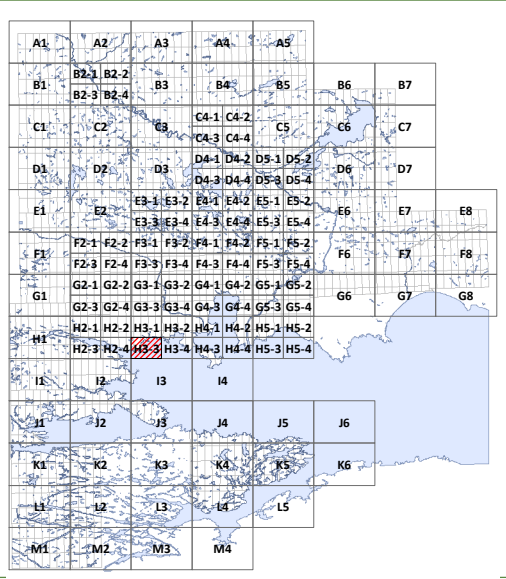 A1 A2 A3 A4 A5
B2-1 B2-2
B1 B3 B4 B5 B6 B7
B2-3 B2-4
C4-1 C4-2
C1 C2 C3 C5 C6 C7
C4-3 C4-4
D4-1 D4-2 D5-1 D5-2
D1 D2 D3 D6 D7
D4-3 D4-4 D5-3 D5-4
E3-1 E3-2 E4-1 E4-2 E5-1 E5-2
E1 E2 E6 E7 E8
E3-3 E3-4 E4-3 E4-4 E5-3 E5-4
F2-1 F2-2 F3-1 F3-2 F4-1 F4-2 F5-1 F5-2
F1 F6 F7 F8
F2-3 F2-4 F3-3 F3-4 F4-3 F4-4 F5-3 F5-4
G2-1 G2-2 G3-1 G3-2 G4-1 G4-2 G5-1 G5-2
G1 G6 G7 G8
G2-3 G2-4 G3-3 G3-4 G4-3 G4-4 G5-3 G5-4
H2-1 H2-2 H3-1 H3-2 H4-1 H4-2 H5-1 H5-2
H1
H2-3 H2-4 H3-3 H3-4 H4-3 H4-4 H5-3 H5-4
I1 I2 I3 I4
J1 J2 J3 J4 J5 J6
K1 K2 K3 K4 K5 K6
L1 L2 L3 L4 L5
M1 M2 M3 M4